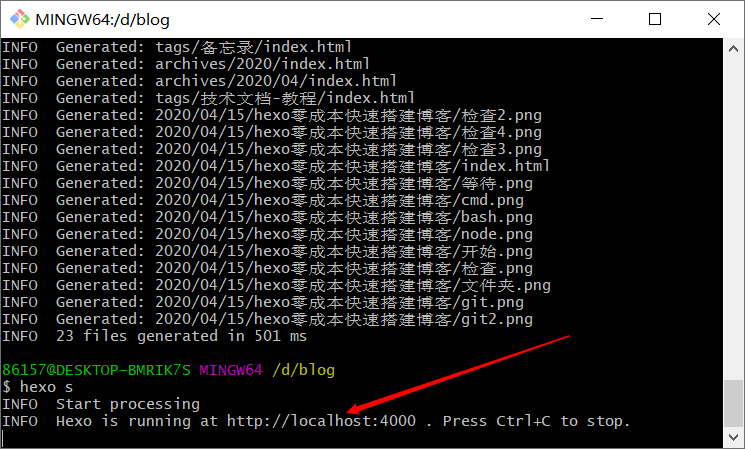 MINGW64:/d/blog
INFO  Generated: tags/备忘录/index.html
INFO  Generated: archives/2020/index.html
INFO  Generated: archives/2020/04/index.html
INFO  Generated: tags/技术文档-教程/index.html
INFO  Generated: 2020/04/15/hexo零成本快速搭建博客/检查2.png
INFO  Generated: 2020/04/15/hexo零成本快速搭建博客/检查4.png
INFO  Generated: 2020/04/15/hexo零成本快速搭建博客/检查3.png
INFO  Generated: 2020/04/15/hexo零成本快速搭建博客/index.html
INFO  Generated: 2020/04/15/hexo零成本快速搭建博客/等待.png
INFO  Generated: 2020/04/15/hexo零成本快速搭建博客/cmd.png
INFO  Generated: 2020/04/15/hexo零成本快速搭建博客/bash.png
INFO  Generated: 2020/04/15/hexo零成本快速搭建博客/node.png
INFO  Generated: 2020/04/15/hexo零成本快速搭建博客/开始.png
INFO  Generated: 2020/04/15/hexo零成本快速搭建博客/检查.png
INFO  Generated: 2020/04/15/hexo零成本快速搭建博客/文件夹.png
INFO  Generated: 2020/04/15/hexo零成本快速搭建博客/git.png
INFO  Generated: 2020/04/15/hexo零成本快速搭建博客/git2.png
INFO  23 files generated in 501 ms
86157@DESKTOP-BMRIK7S MINGW64 /d/blog
$ hexo s
INFO  Start processing
INFO  Hexo is running at http://localhost:4000 . Press Ctrl+C to stop.